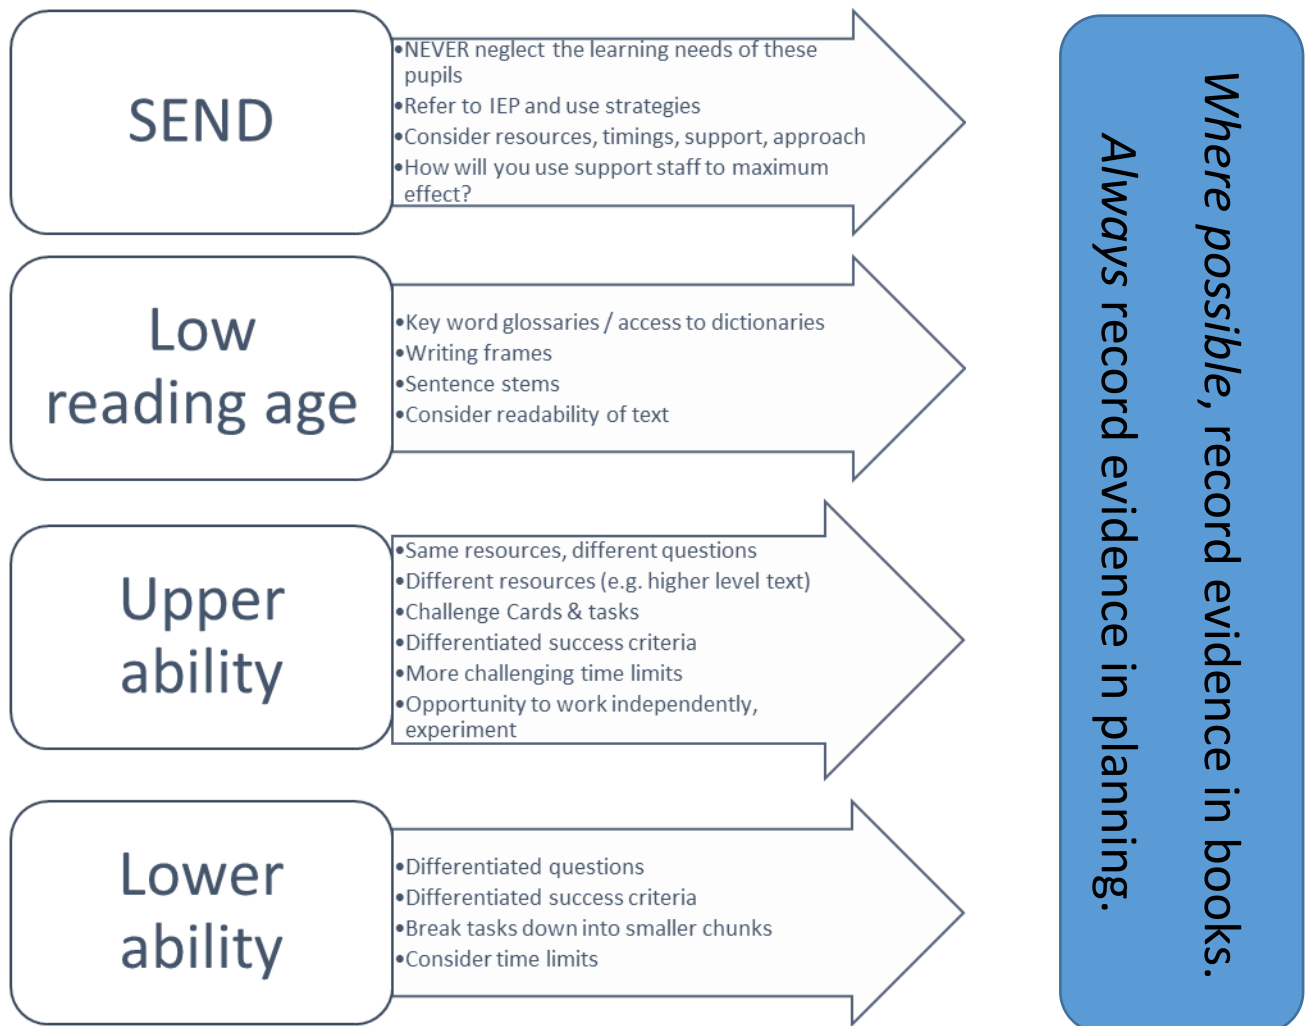 SEND
•NEVER neglect the learning needs of these
pupils
•Refer to IEP and use strategies
•Consider resources, timings, support, approach
•How will you use support staff to maximum
effect?
Low
reading age
•Key word glossaries / access to dictionaries
•Writing frames
•Sentence stems
•Consider readability of text
Upper
ability
•Same resources, different questions
•Different resources (e.g. higher level text)
•Challenge Cards & tasks
•Differentiated success criteria
•More challenging time limits
•Opportunity to work independently,
experiment
Lower
ability
•Differentiated questions
•Differentiated success criteria
•Break tasks down into smaller chunks
•Consider time limits
Where possible, record evidence in books.
Always record evidence in planning.